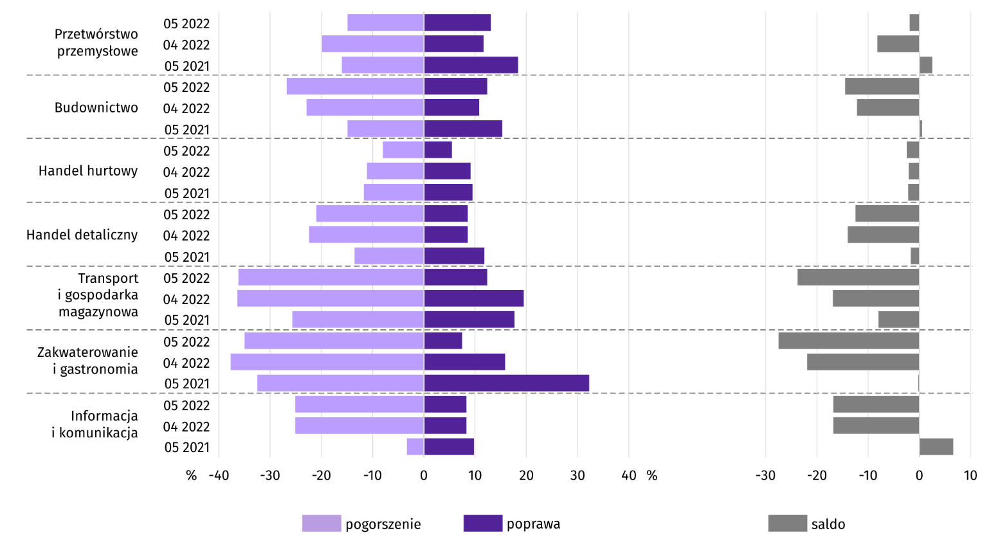 05 2022
Przetwórstwo
przemysłowe
04 2022
05 2021
05 2022
Budownictwo
04 2022
05 2021
05 2022
Handel hurtowy
04 2022
05 2021
05 2022
Handel detaliczny
04 2022
05 2021
Transport
i gospodarka
magazynowa
05 2022
04 2022
05 2021
05 2022
Zakwaterowanie
i gastronomia
04 2022
05 2021
05 2022
Informacja
i komunikacja
04 2022
05 2021
% -40 -30 -20 -10 0 10 20 30 40 % -30 -20 -10 0 10
pogorszenie poprawa saldo